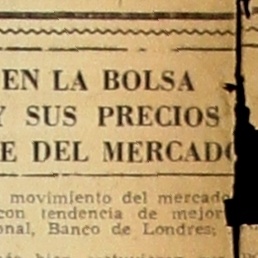 EN LA BOLSA
Y SUS PRECIOS
E DEL MERCADO
movimiento del mercado
con tendencia de mejor
onal, Banco de Londres;